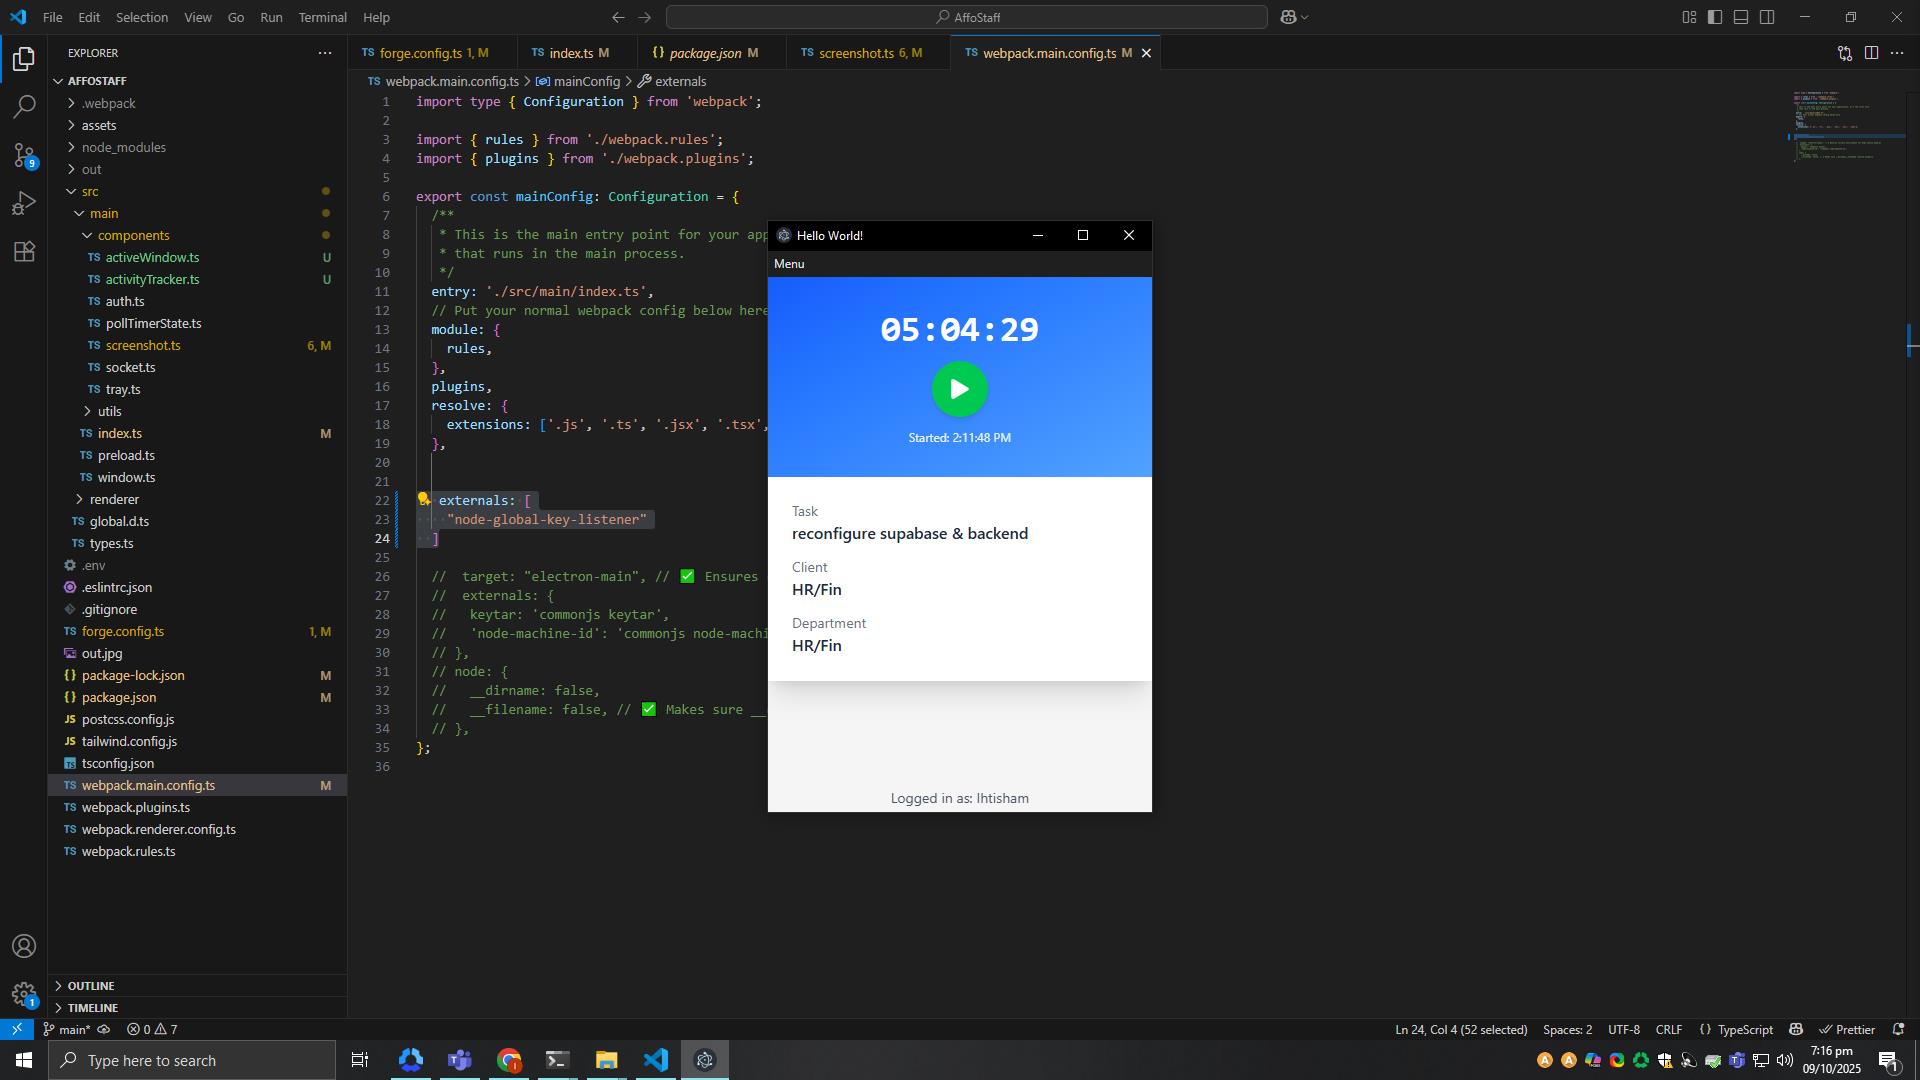 File Edit Selection View Go Run Terminal Help
AffoStaff
EXPLORER
AFFOSTAFF
.webpack
assets
node_modules
out
src
main
components
TS activeWindow.ts U
TS activityTracker.ts U
TS auth.ts
TS pollTimerState.ts
TS screenshot.ts 6, M
TS socket.ts
TS tray.ts
utils
TS index.ts M
TS preload.ts
TS window.ts
renderer
TS global.d.ts
TS types.ts
.env
.eslintrc.json
.gitignore
TS forge.config.ts 1, M
out.jpg
{} package-lock.json M
{} package.json M
JS postcss.config.js
JS tailwind.config.js
tsconfig.json
TS webpack.main.config.ts M
TS webpack.plugins.ts
TS webpack.renderer.config.ts
TS webpack.rules.ts
OUTLINE
TIMELINE
9
1
TS forge.config.ts 1, M
TS index.ts M
{} package.json M
TS screenshot.ts 6, M
TS webpack.main.config.ts M
TS webpack.main.config.ts > mainConfig > externals
1 import type { Configuration } from 'webpack';
2
3 import { rules } from './webpack.rules';
4 import { plugins } from './webpack.plugins';
5
6 export const mainConfig: Configuration = {
7 /**
8 * This is the main entry point for your app
9 * that runs in the main process.
10 */
11 entry: './src/main/index.ts',
12 // Put your normal webpack config below here
13 module: {
14 rules,
15 },
16 plugins,
17 resolve: {
18 extensions: ['.js', '.ts', '.jsx', '.tsx',
19 },
20
21
22 externals: [
23 "node-global-key-listener"
24 ]
25
26 // target: "electron-main", // ✅ Ensures
27 // externals: {
28 // keytar: 'commonjs keytar',
29 // 'node-machine-id': 'commonjs node-machi
30 // },
31 // node: {
32 // __dirname: false,
33 // __filename: false, // ✅ Makes sure __
34 // },
35 };
36
Hello World!
Menu
05:04:29
Started: 2:11:48 PM
Task
reconfigure supabase & backend
Client
HR/Fin
Department
HR/Fin
Logged in as: Ihtisham
main* 0 7
Ln 24, Col 4 (52 selected) Spaces: 2 UTF-8 CRLF {} TypeScript Prettier
Type here to search
7:16 pm
09/10/2025
1